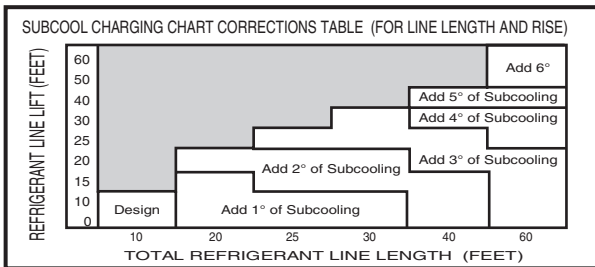 SUBCOOL CHARGING CHART CORRECTIONS TABLE (FOR LINE LENGTH AND RISE)
REFRIGERANT LINE LIFT (FEET)
60
50
40
30
25
20
15
10
0
Add 6°
Add 5° of Subcooling
Add 4° of Subcooling
Add 3° of Subcooling
Add 2° of Subcooling
Design
Add 1° of Subcooling
10 20 25 30 40 60
TOTAL REFRIGERANT LINE LENGTH (FEET)